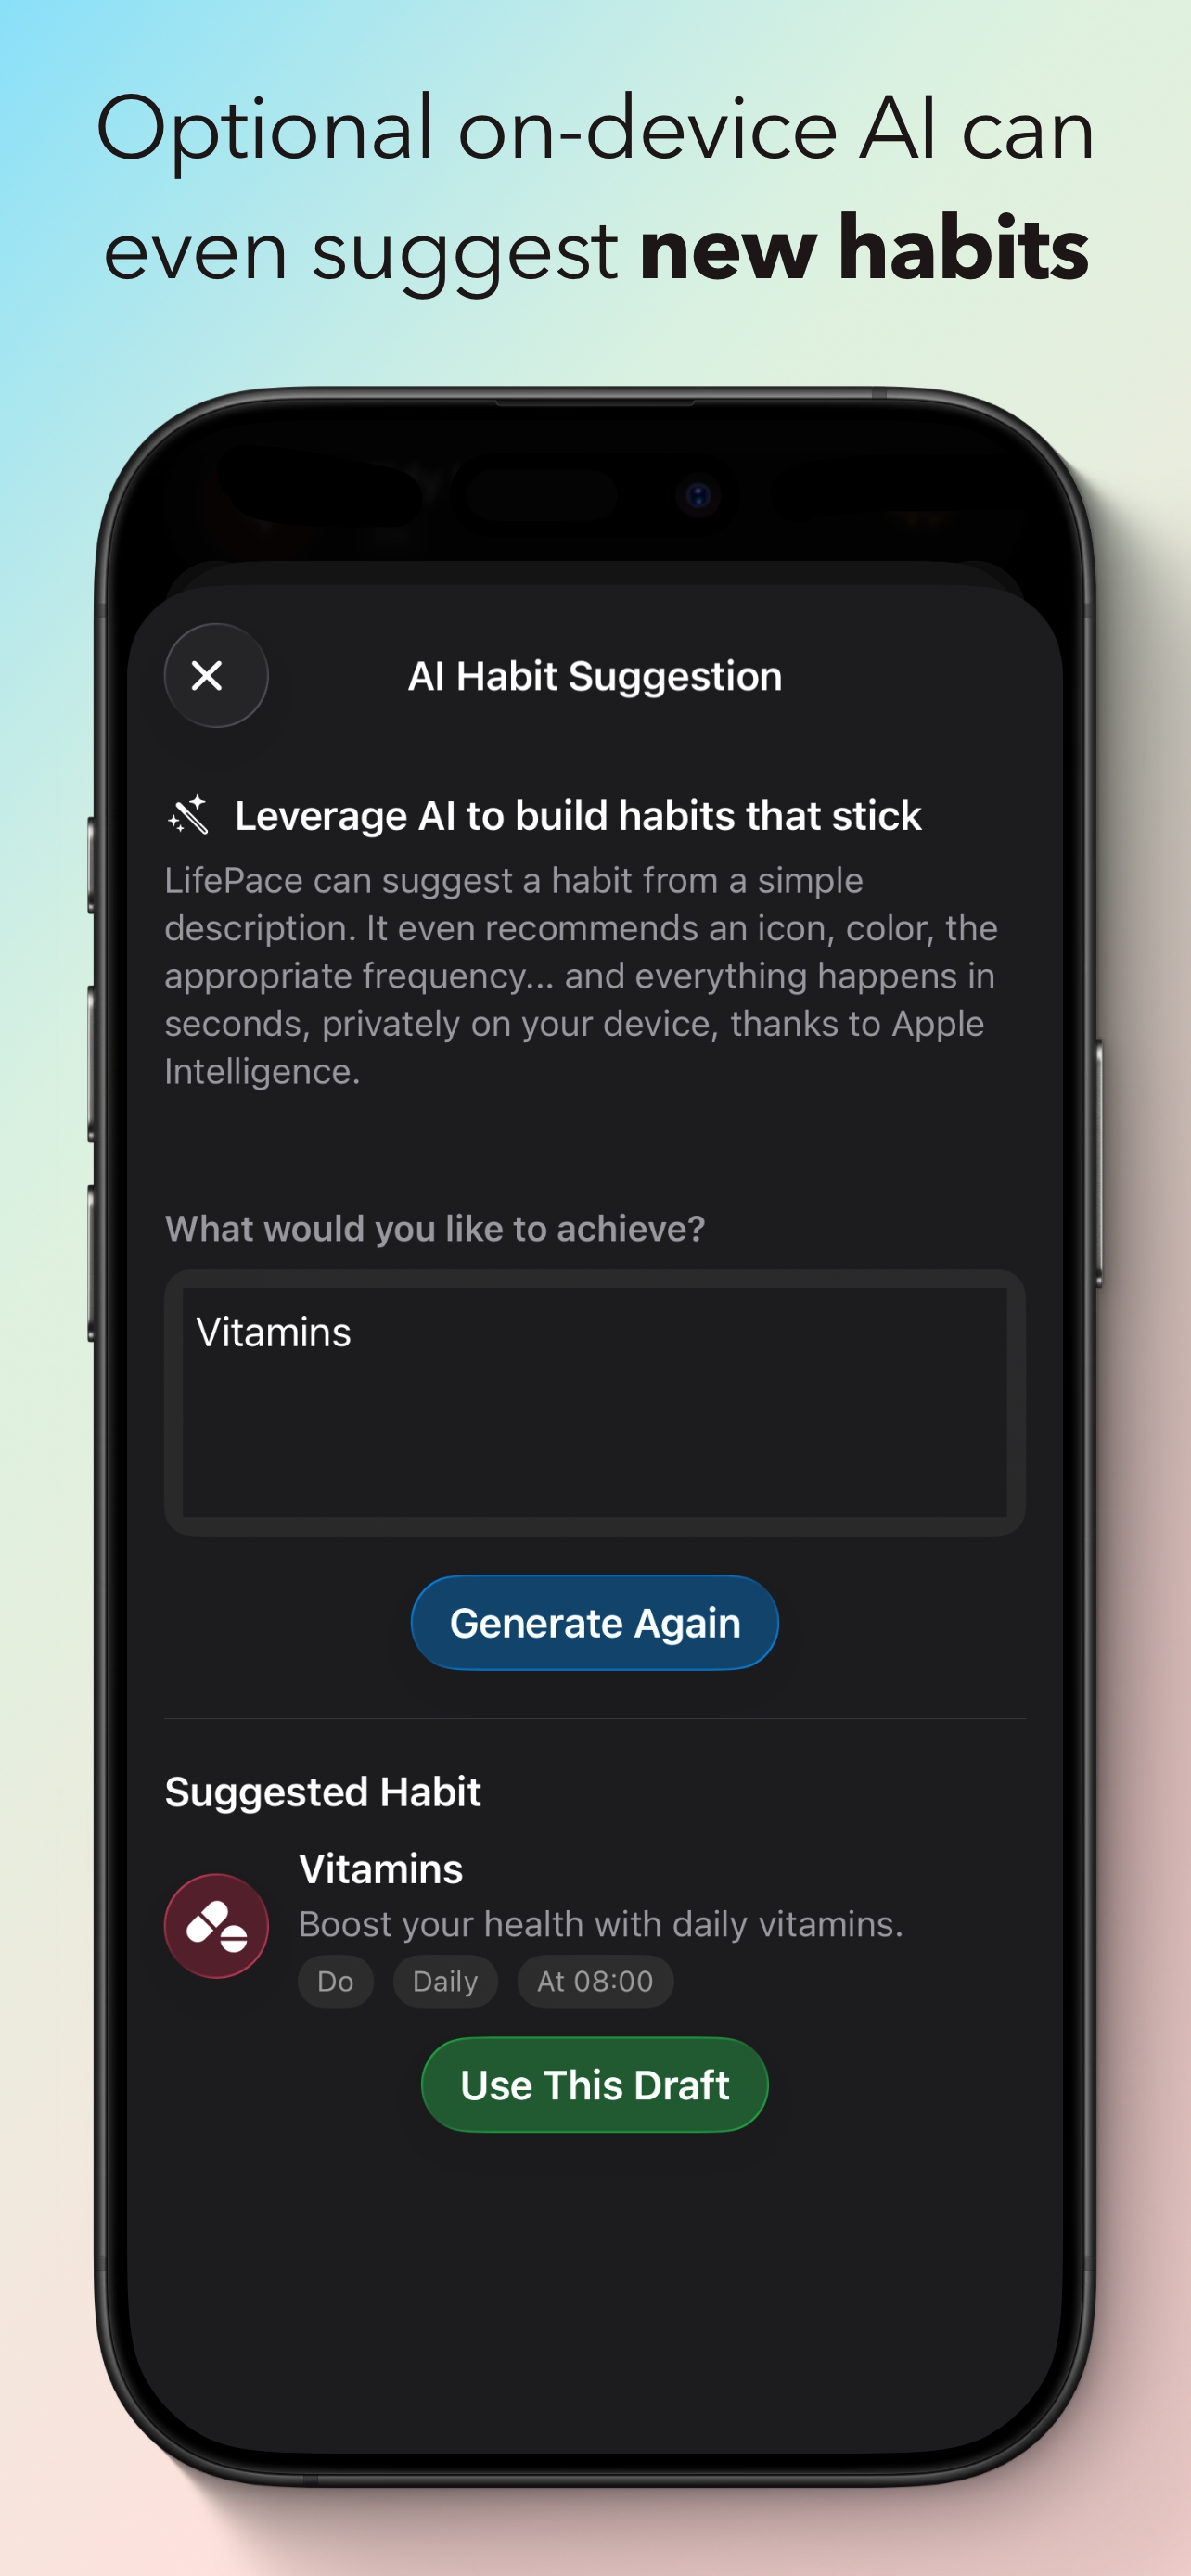 Optional on-device AI can
even suggest new habits
AI Habit Suggestion
Leverage AI to build habits that stick
LifePace can suggest a habit from a simple
description. It even recommends an icon, color, the
appropriate frequency... and everything happens in
seconds, privately on your device, thanks to Apple
Intelligence.
What would you like to achieve?
Vitamins
Generate Again
Suggested Habit
Vitamins
Boost your health with daily vitamins.
Do Daily At 08:00
Use This Draft